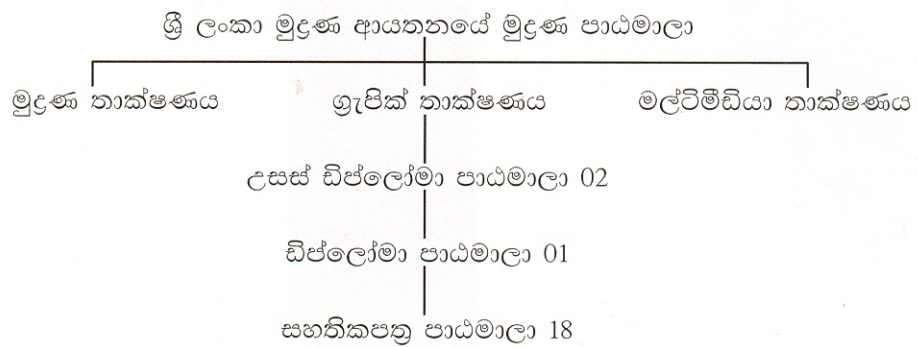 ශ්‍රී ලංකා මුද්‍රණ ආයතනයේ මුද්‍රණ පාඨමාලා
මුද්‍රණ තාක්ෂණය ග්‍රැපික් තාක්ෂණය මල්ටිමීඩියා තාක්ෂණය
උසස් ඩිප්ලෝමා පාඨමාලා 02
ඩිප්ලෝමා පාඨමාලා 01
සහතිකපත්‍ර පාඨමාලා 18